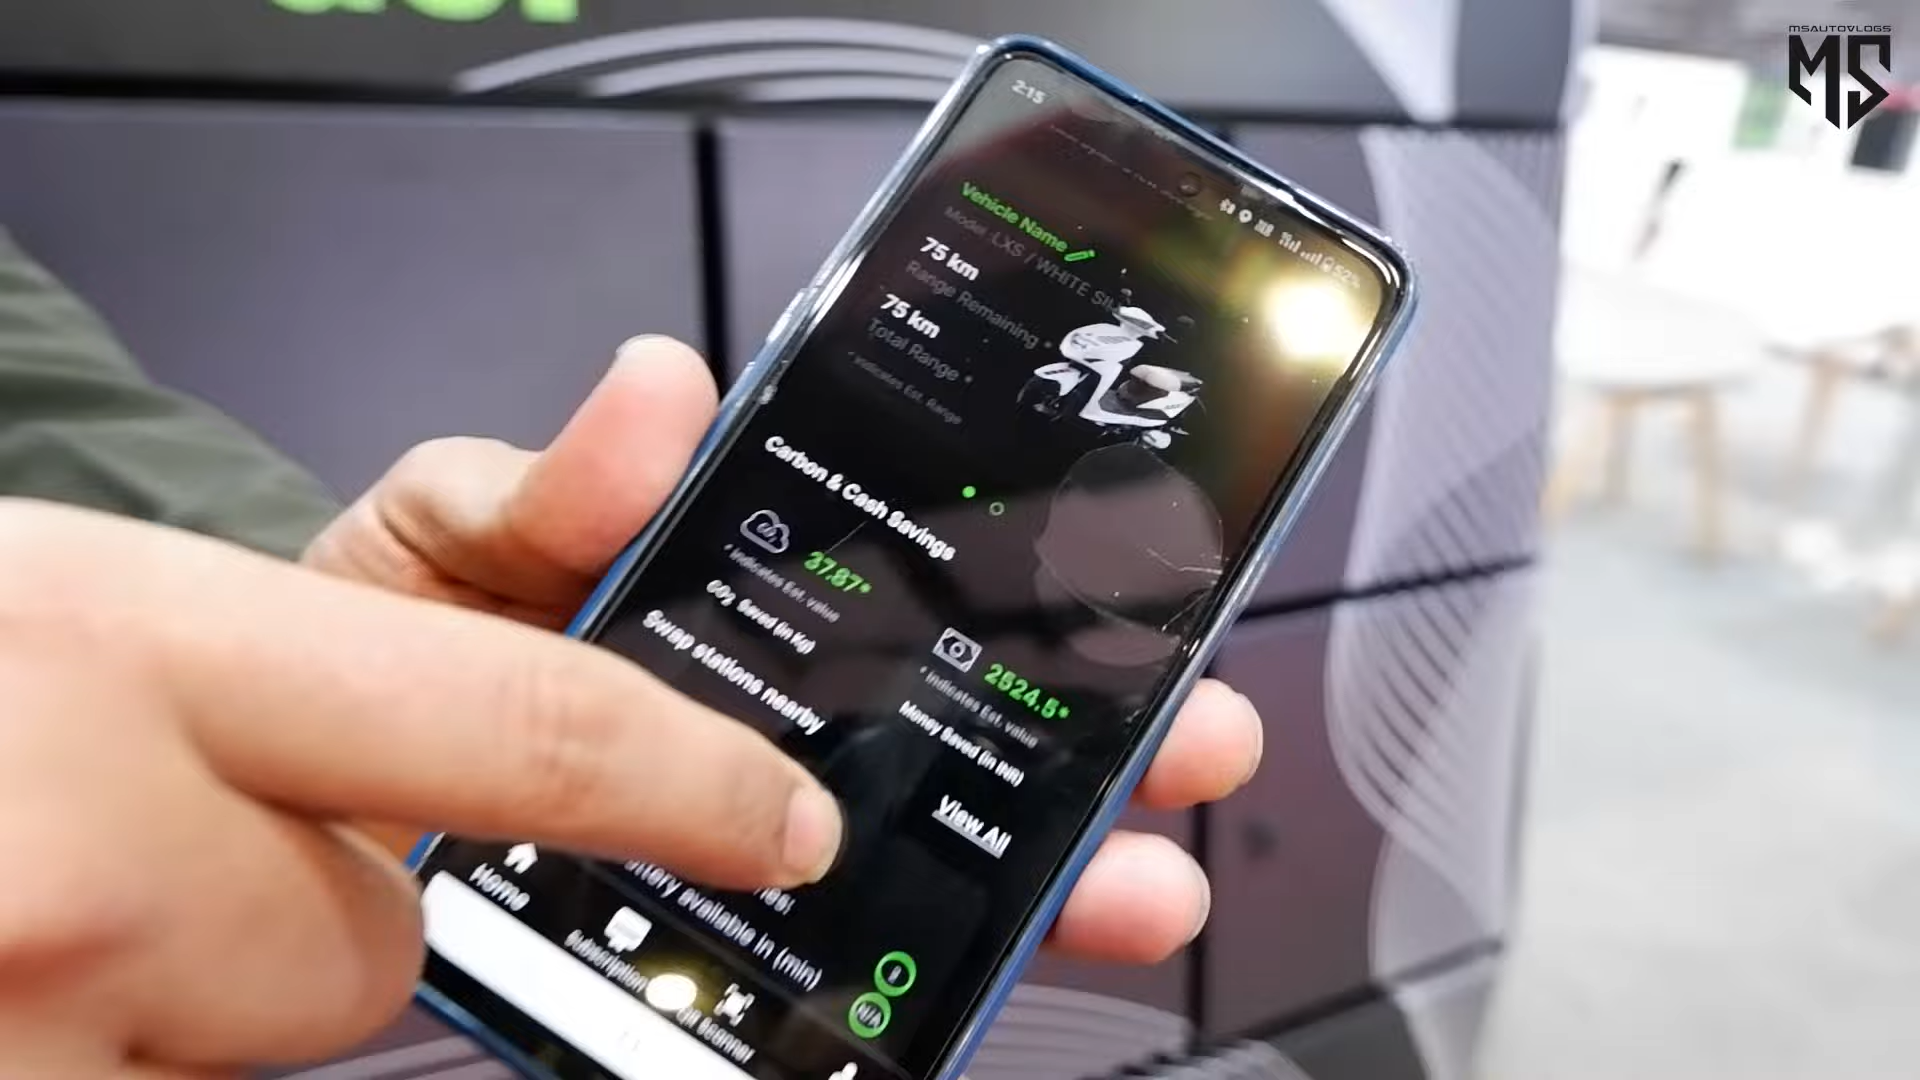 MSAUTOVLOGS
MS
2:15
52%
Vehicle Name
Model :LXS / WHITE
75 km
Range Remaining *
75 km
Total Range *
* Indicates Est. Range
Carbon & Cash Savings
37.87*
* Indicates Est. value
CO2 Saved (in Kg)
2524.5*
* Indicates Est. value
Money Saved (in INR)
Swap stations nearby
View All
available in (min)
N/A
Home
Subscription
QR Scanner